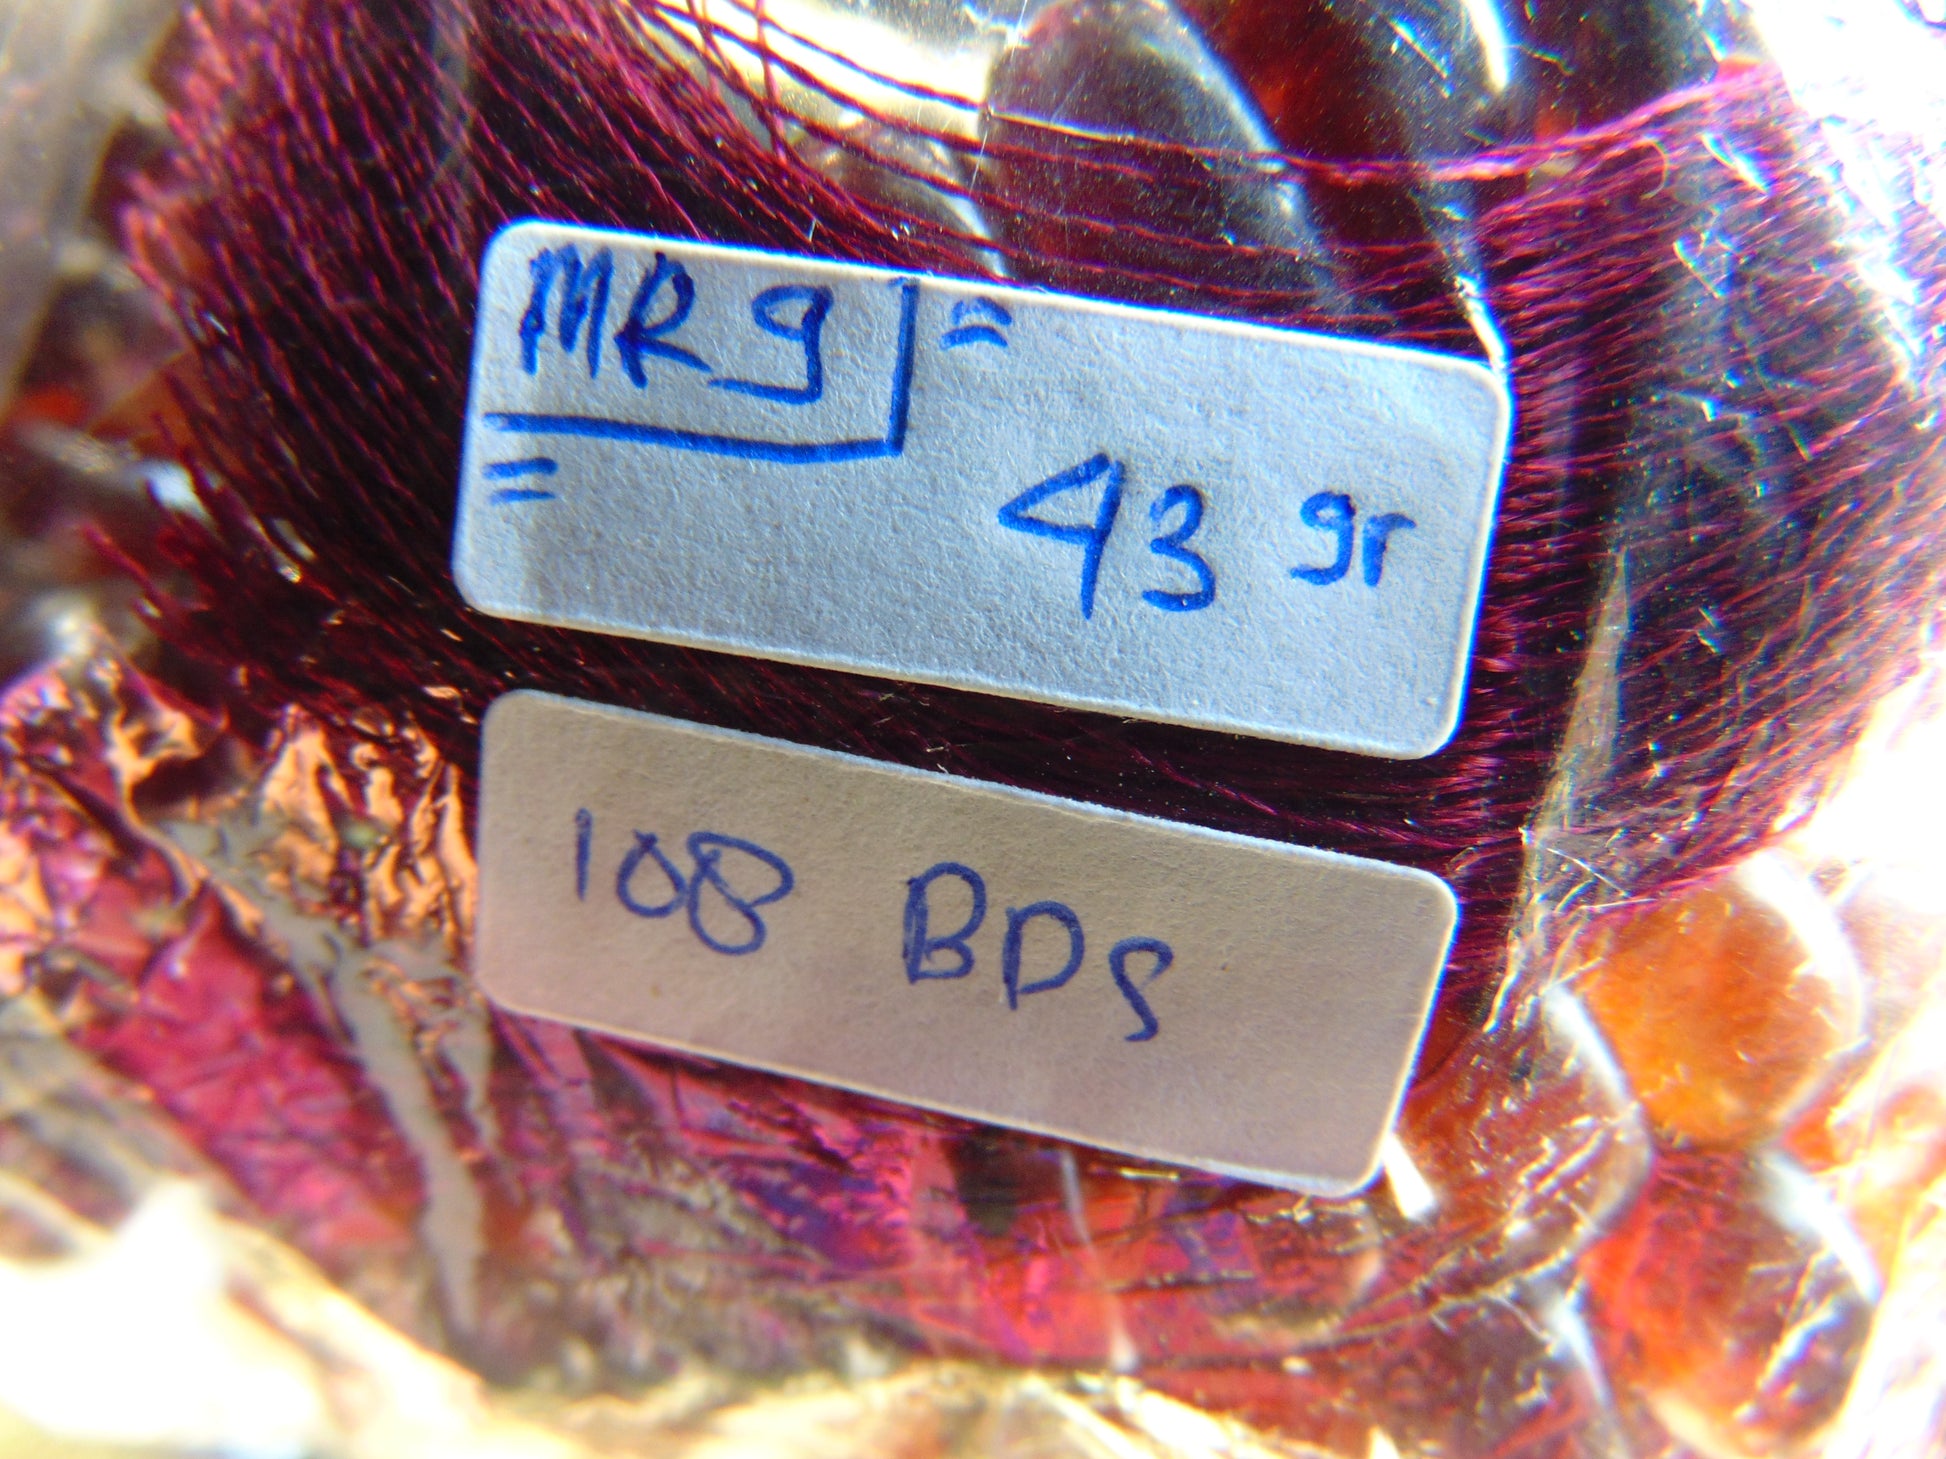 MR9 =
=
43 gr
108 BDS